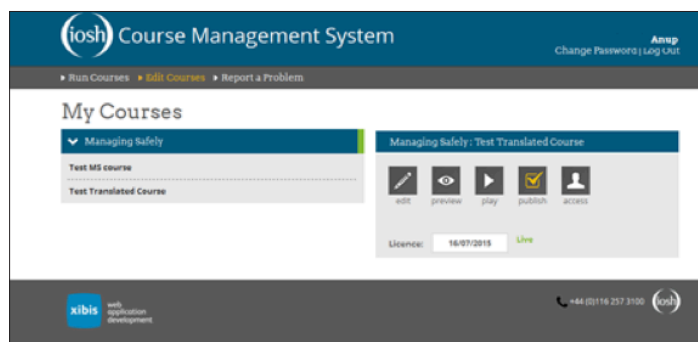 iosh Course Management System
Anup
Change Password | Log Out
Run Courses Edit Courses Report a Problem
My Courses
Managing Safely
Test MS course
Test Translated Course
Managing Safely: Test Translated Course
edit preview play publish access
Licence: 16/07/2015 Live
xibis web
application
development
+44 (0)116 257 3100 iosh